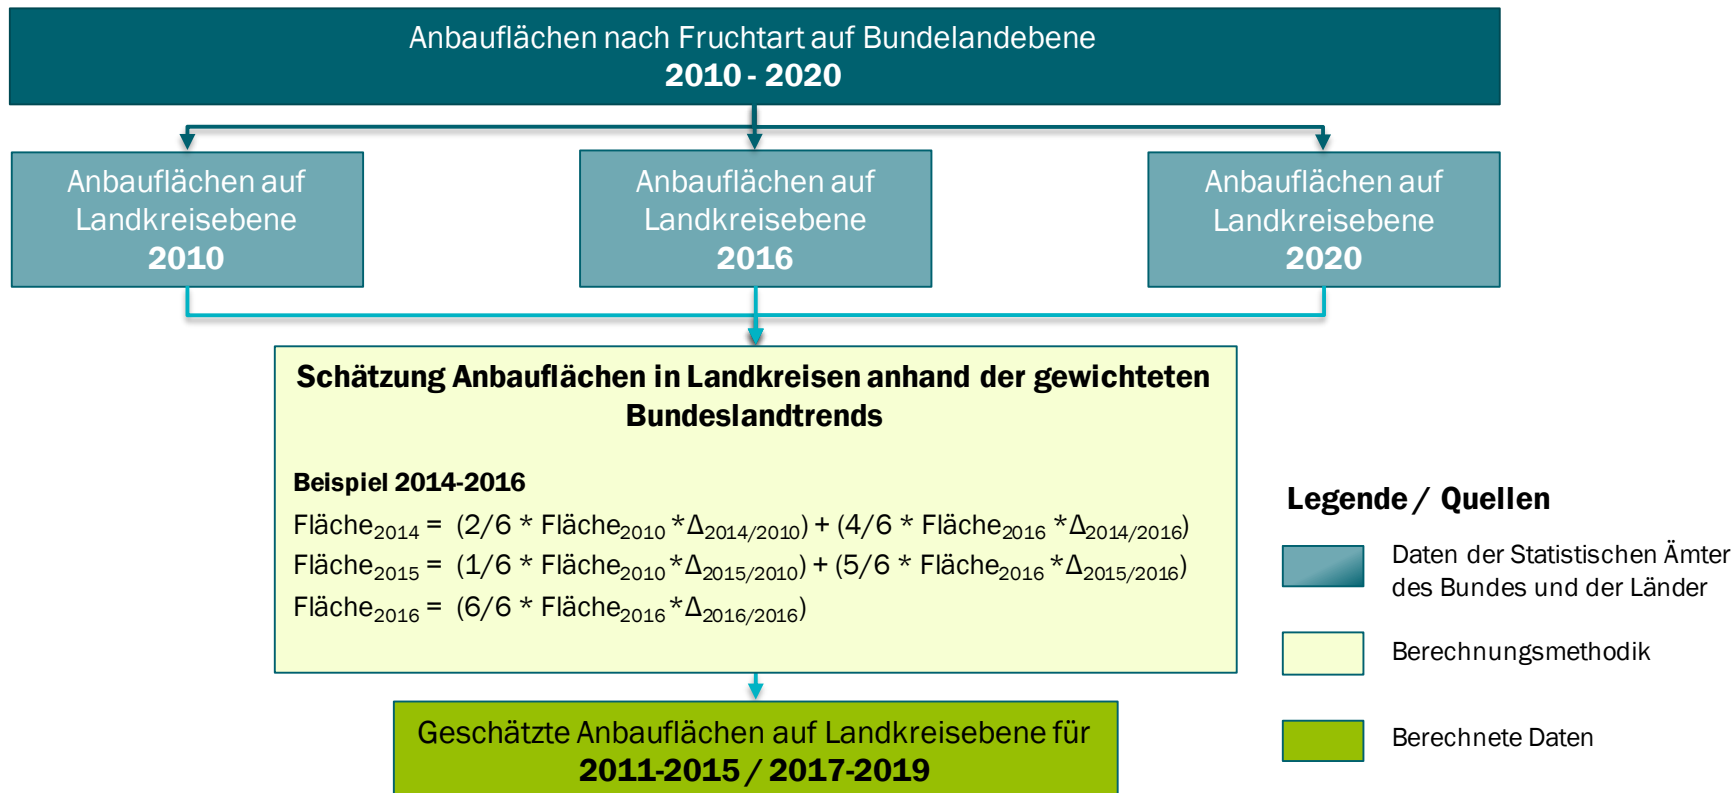 Anbauflächen nach Fruchtart auf Bundelandebene
2010 - 2020
Anbauflächen auf
Landkreisebene
2010
Anbauflächen auf
Landkreisebene
2016
Anbauflächen auf
Landkreisebene
2020
Schätzung Anbauflächen in Landkreisen anhand der gewichteten
Bundeslandtrends
Beispiel 2014-2016
Fläche2014 = (2/6 * Fläche2010 *Δ2014/2010) + (4/6 * Fläche2016 *Δ2014/2016)
Fläche2015 = (1/6 * Fläche2010 *Δ2015/2010) + (5/6 * Fläche2016 *Δ2015/2016)
Fläche2016 = (6/6 * Fläche2016 *Δ2016/2016)
Geschätzte Anbauflächen auf Landkreisebene für
2011-2015 / 2017-2019
Legende / Quellen
Daten der Statistischen Ämter
des Bundes und der Länder
Berechnungsmethodik
Berechnete Daten